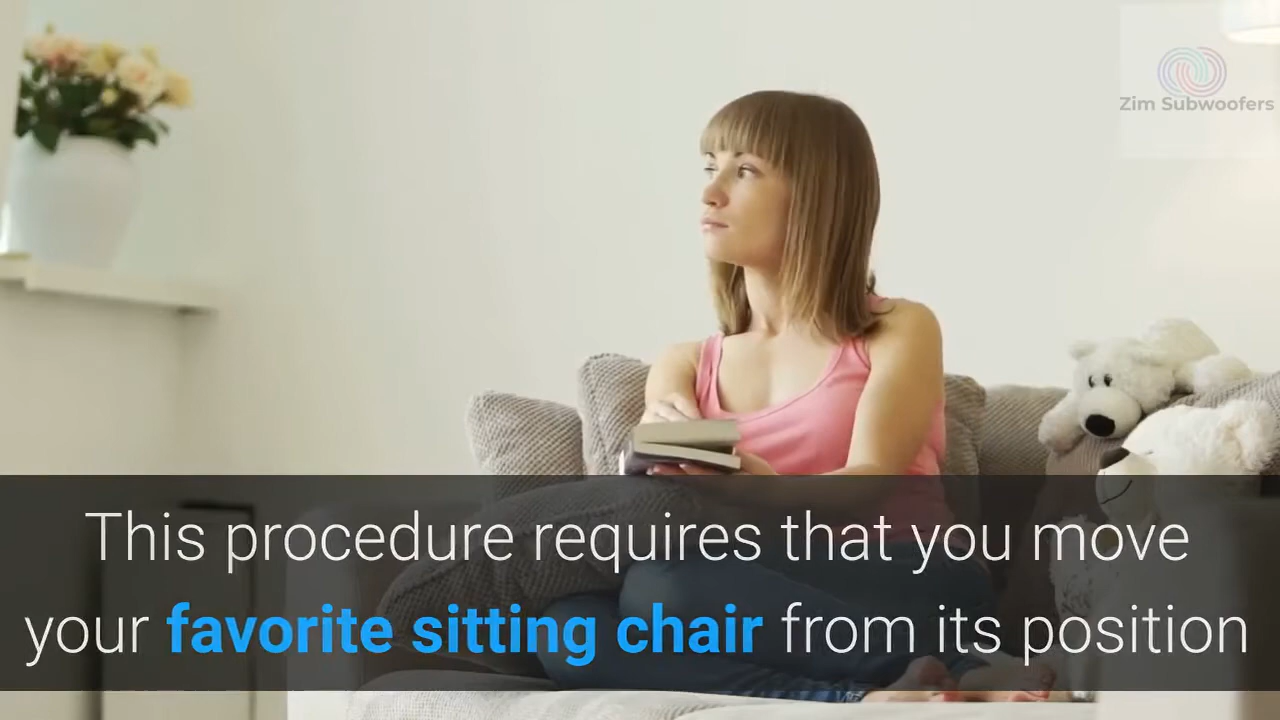 Zim Subwoofers
This procedure requires that you move
your favorite sitting chair from its position